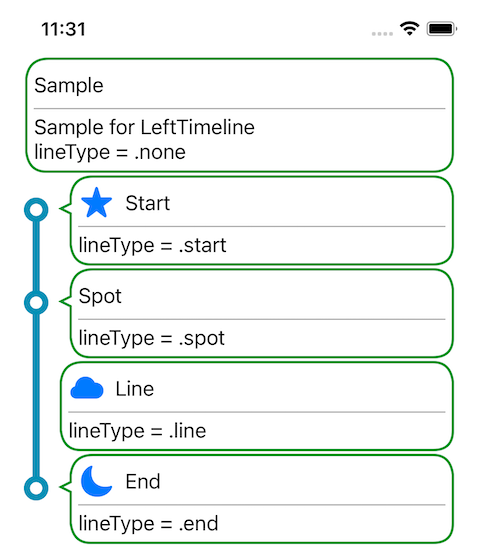 11:31
Sample
Sample for LeftTimeline
lineType = .none
Start
lineType = .start
Spot
lineType = .spot
Line
lineType = .line
End
lineType = .end